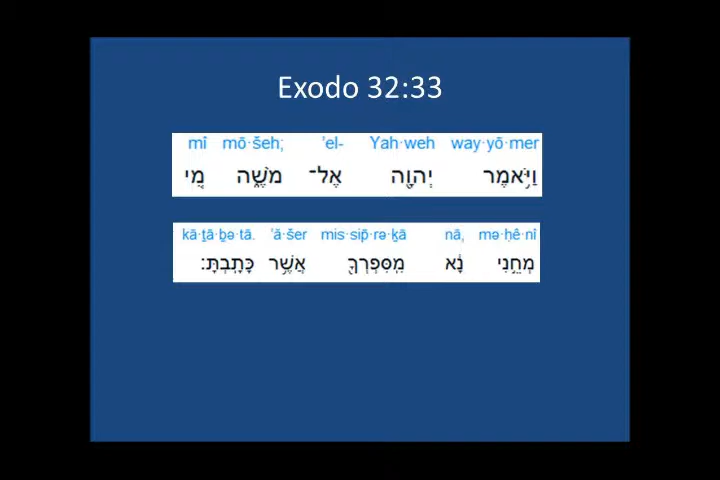 Exodo 32:33
mî mō·šeh; ’el- Yah·weh way·yō·mer
וַיֹּ֥אמֶר יְהוָ֖ה אֶל־ מֹשֶׁ֑ה מִ֚י
kā·ṯā·ḇə·tā. ’ă·šer mis·sip̄·rə·ḵā nā, mə·ḥê·nî
מְחֵ֣נִי נָ֔א מִֽסִּפְרְךָ֖ אֲשֶׁ֥ר כָּתָֽבְתָּ׃